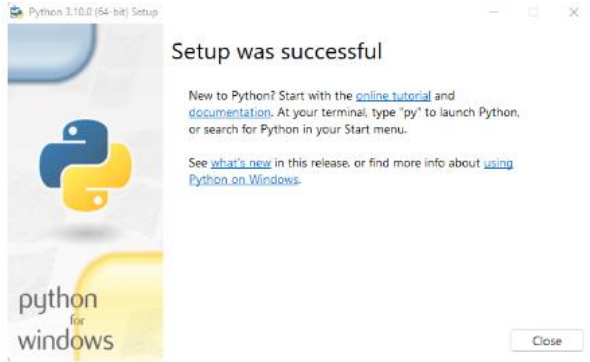 Python 3.10.0 (64-bit) Setup
Setup was successful
New to Python? Start with the online tutorial and
documentation. At your terminal, type "py" to launch Python,
or search for Python in your Start menu.
See what's new in this release, or find more info about using
Python on Windows.
python
for
windows
Close